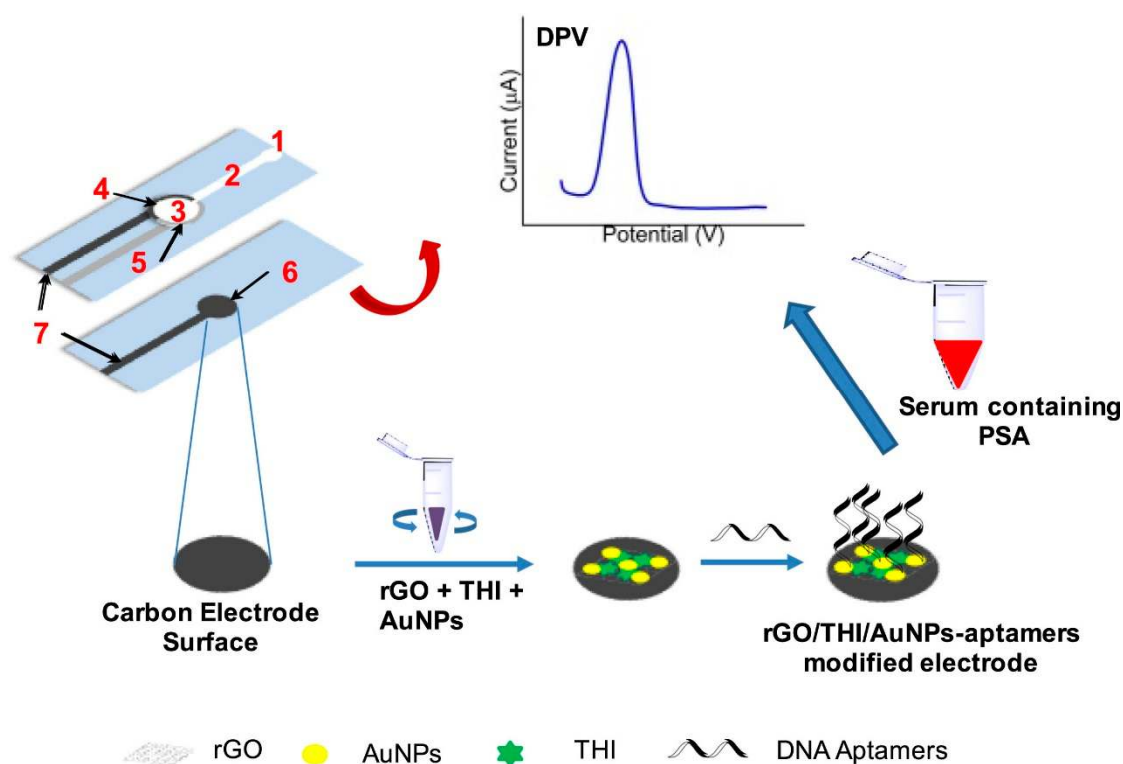 DPV
Current (μA)
Potential (V)
1
2
3
4
5
6
7
Serum containing
PSA
Carbon Electrode
Surface
rGO + THI +
AuNPs
rGO/THI/AuNPs-aptamers
modified electrode
rGO
AuNPs
THI
DNA Aptamers